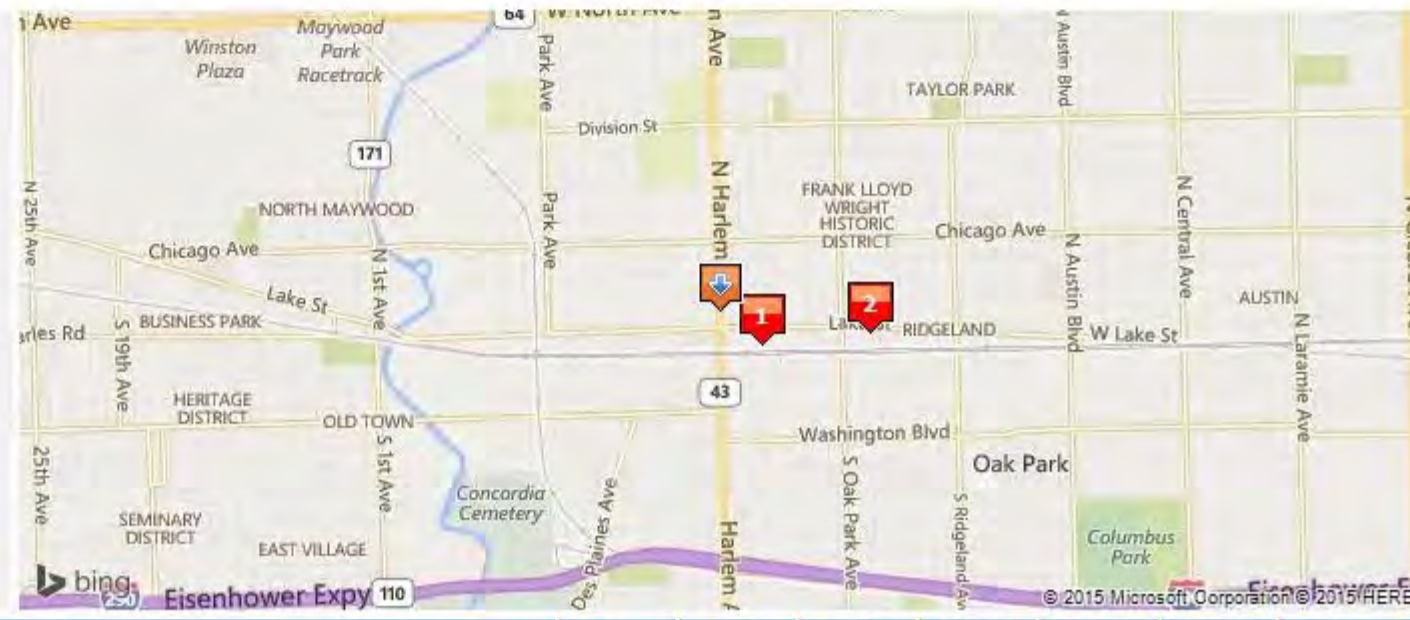 Ave
64
W North Ave
n Ave
N Austin Blvd
Maywood
Park
Racetrack
Winston
Plaza
Park Ave
TAYLOR PARK
Division St
171
N 25th Ave
NORTH MAYWOOD
Park Ave
N Harlem
FRANK LLOYD
WRIGHT
HISTORIC
DISTRICT
N Central Ave
Chicago Ave
N 1st Ave
Chicago Ave
N Austin Blvd
Lake St
1
2
AUSTIN
arles Rd
BUSINESS PARK
S 19th Ave
RIDGELAND
W Lake St
N Laramie Ave
43
HERITAGE
DISTRICT
OLD TOWN
Washington Blvd
25th Ave
S 1st Ave
S Oak Park Ave
Oak Park
Concordia
Cemetery
Des Plaines Ave
S Ridgeland Av
SEMINARY
DISTRICT
EAST VILLAGE
Harlem A
Columbus
Park
bing
290
Eisenhower Expy
110
© 2015 Microsoft Corporation © 2015 HERE